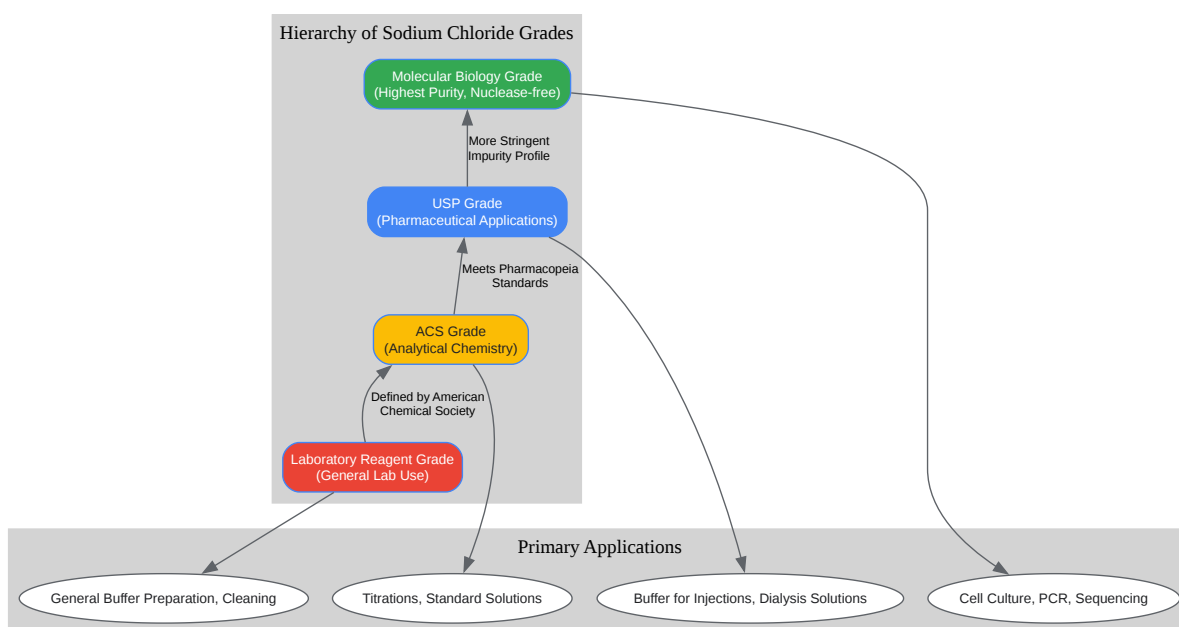 Hierarchy of Sodium Chloride Grades
Molecular Biology Grade
(Highest Purity, Nuclease-free)
More Stringent
Impurity Profile
USP Grade
(Pharmaceutical Applications)
Meets Pharmacopeia
Standards
ACS Grade
(Analytical Chemistry)
Defined by American
Chemical Society
Laboratory Reagent Grade
(General Lab Use)
Primary Applications
General Buffer Preparation, Cleaning
Titrations, Standard Solutions
Buffer for Injections, Dialysis Solutions
Cell Culture, PCR, Sequencing